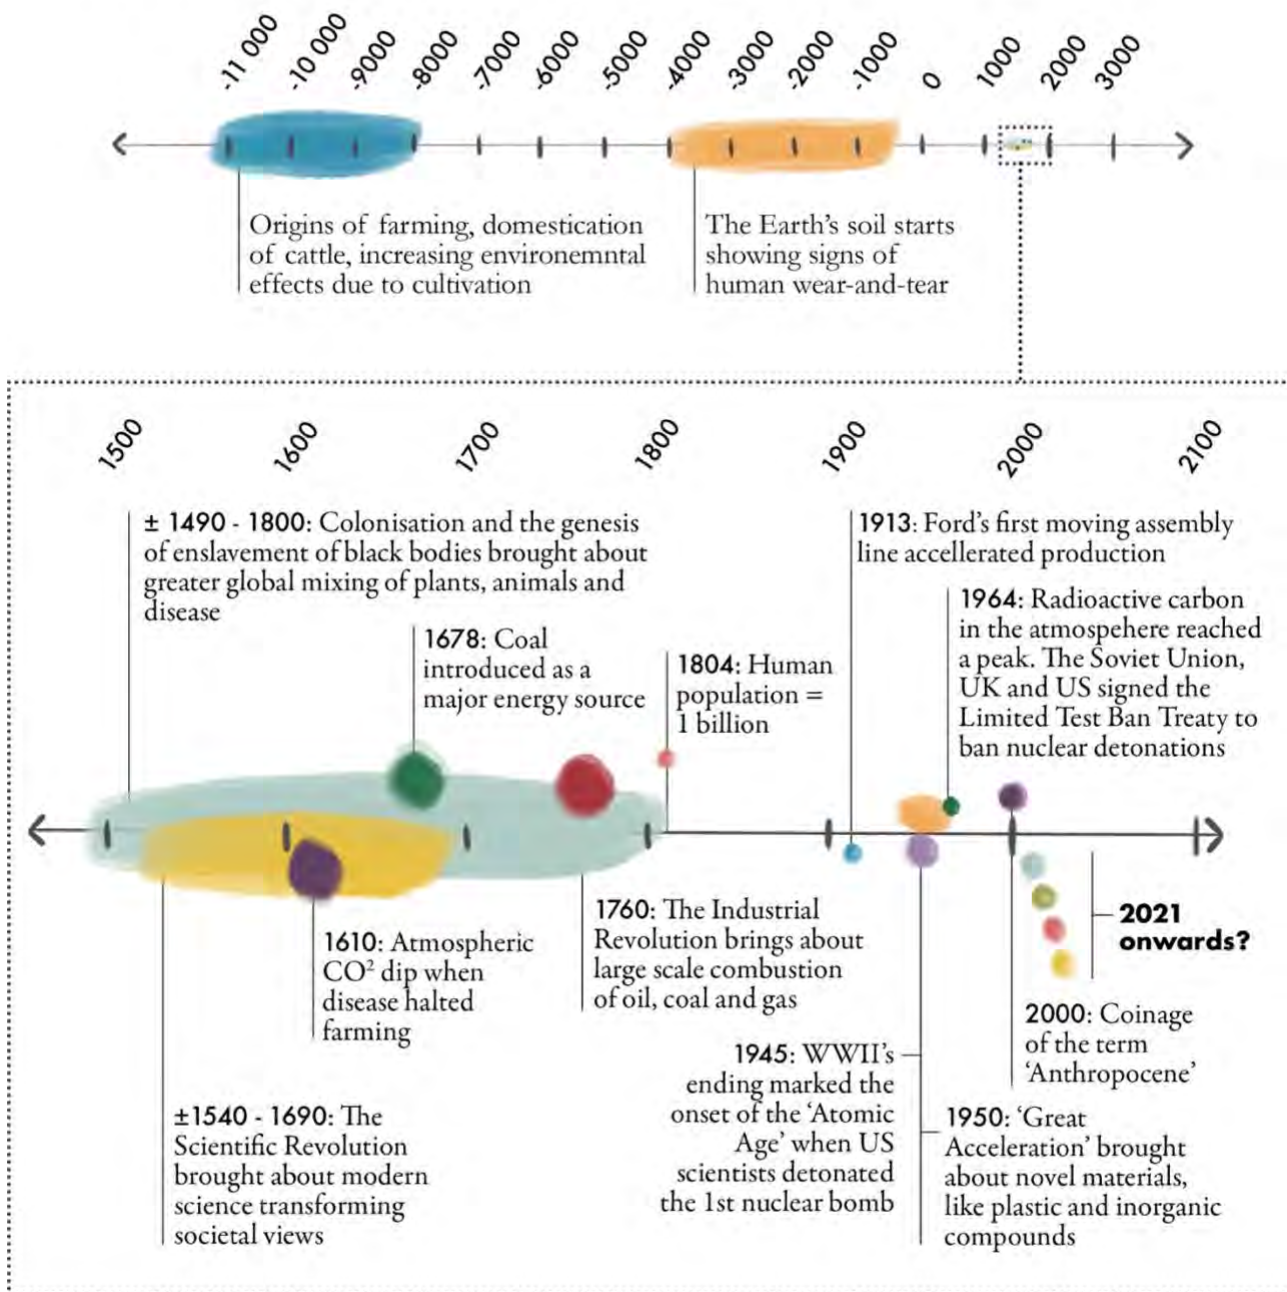 -11 000
-10 000
-9000
-8000
-7000
-6000
-5000
-4000
-3000
-2000
-1000
0
1000
2000
3000
Origins of farming, domestication
of cattle, increasing environemntal
effects due to cultivation
The Earth’s soil starts
showing signs of
human wear-and-tear
1500
1600
1700
1800
1900
2000
2100
± 1490 - 1800: Colonisation and the genesis
of enslavement of black bodies brought about
greater global mixing of plants, animals and
disease
1678: Coal
introduced as a
major energy source
1804: Human
population =
1 billion
1913: Ford’s first moving assembly
line accellerated production
1964: Radioactive carbon
in the atmospehere reached
a peak. The Soviet Union,
UK and US signed the
Limited Test Ban Treaty to
ban nuclear detonations
1610: Atmospheric
CO² dip when
disease halted
farming
1760: The Industrial
Revolution brings about
large scale combustion
of oil, coal and gas
2021
onwards?
2000: Coinage
of the term
‘Anthropocene’
±1540 - 1690: The
Scientific Revolution
brought about modern
science transforming
societal views
1945: WWII’s
ending marked the
onset of the ‘Atomic
Age’ when US
scientists detonated
the 1st nuclear bomb
1950: ‘Great
Acceleration’ brought
about novel materials,
like plastic and inorganic
compounds